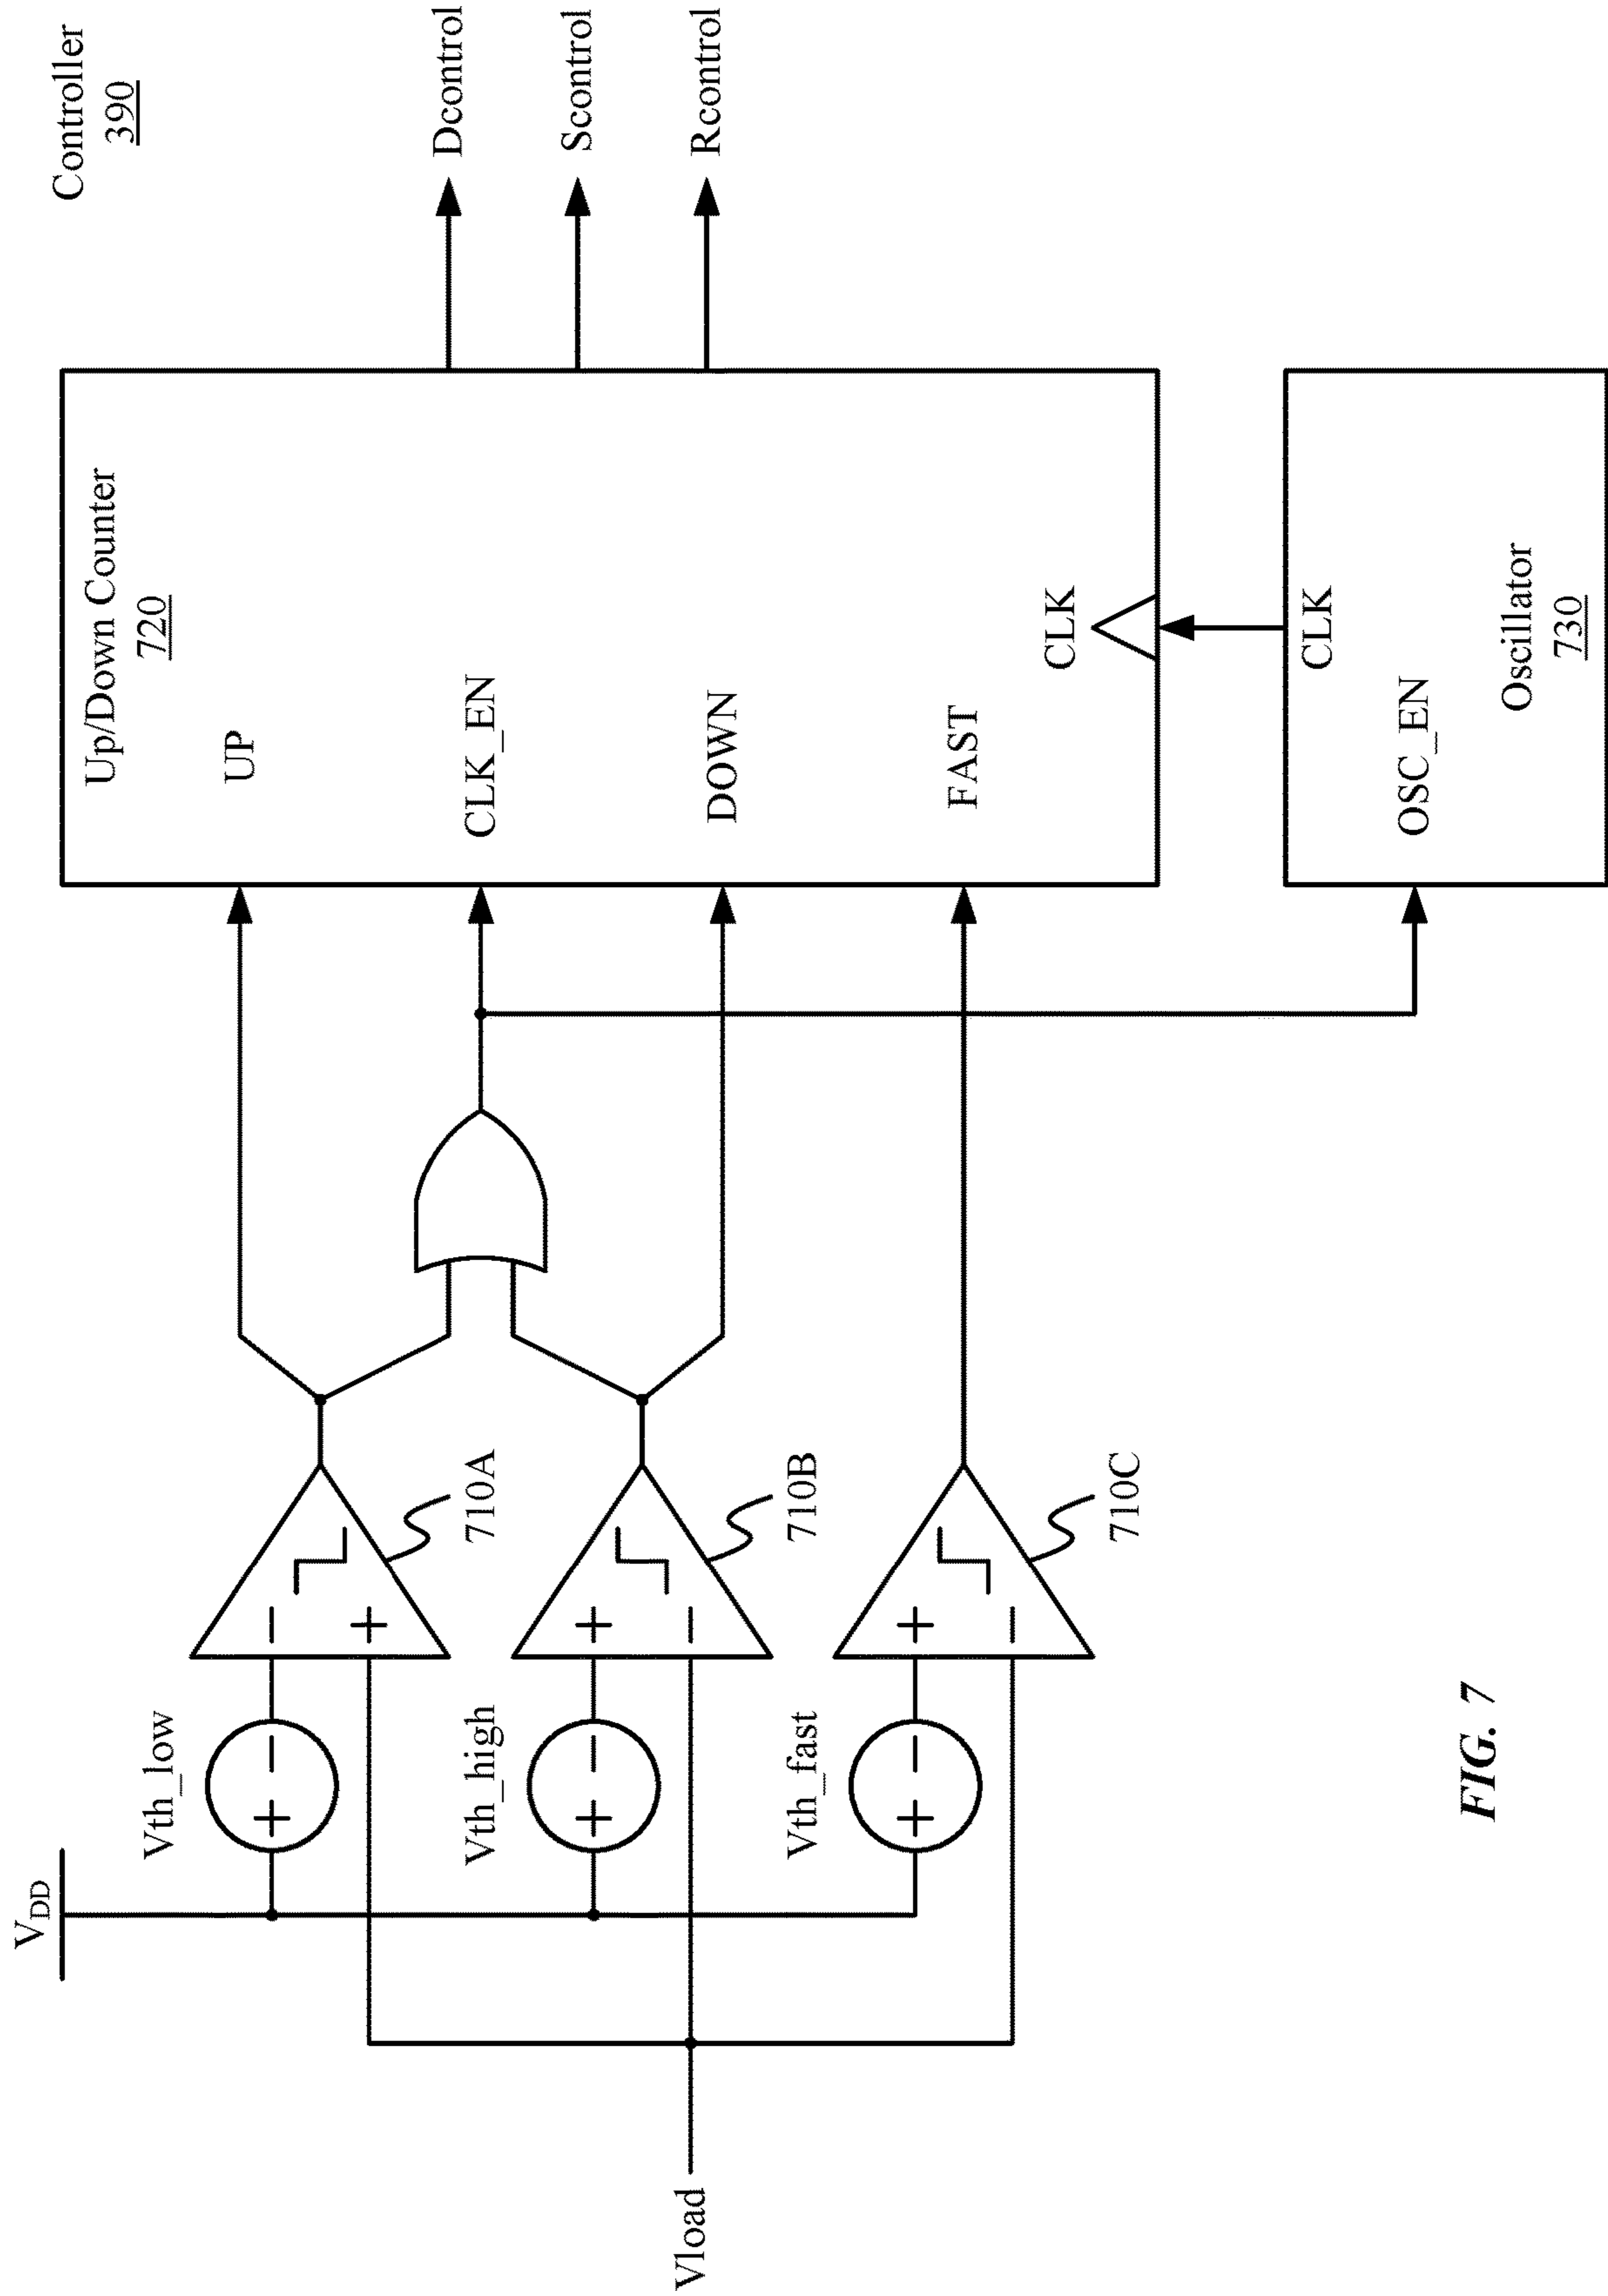 Controller
390
V_DD
Vth_low
Vth_high
Vth_fast
Vload
−
+
+
−
+
−
+
−
+
−
+
−
710A
710B
710C
Up/Down Counter
720
UP
CLK_EN
DOWN
FAST
CLK
Dcontrol
Scontrol
Rcontrol
CLK
OSC_EN
Oscillator
730
FIG. 7